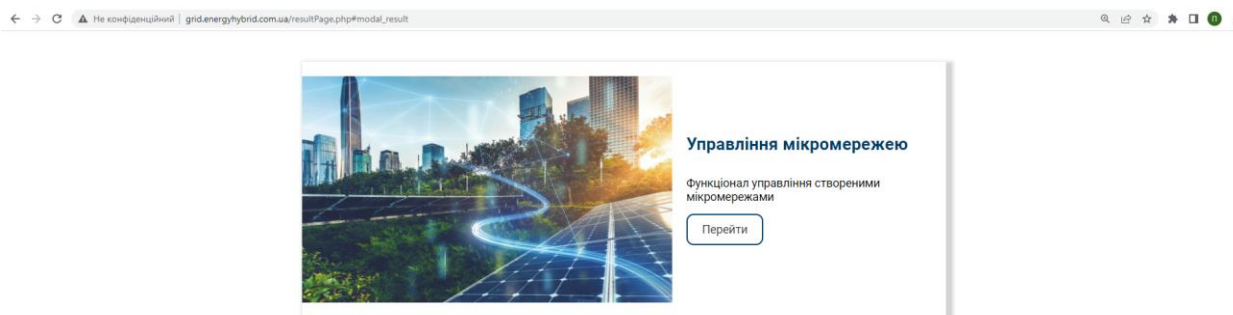 Не конфіденційний | grid.energyhybrid.com.ua/resultPage.php#modal_result
П
Управління мікромережею
Функціонал управління створеними
мікромережами
Перейти